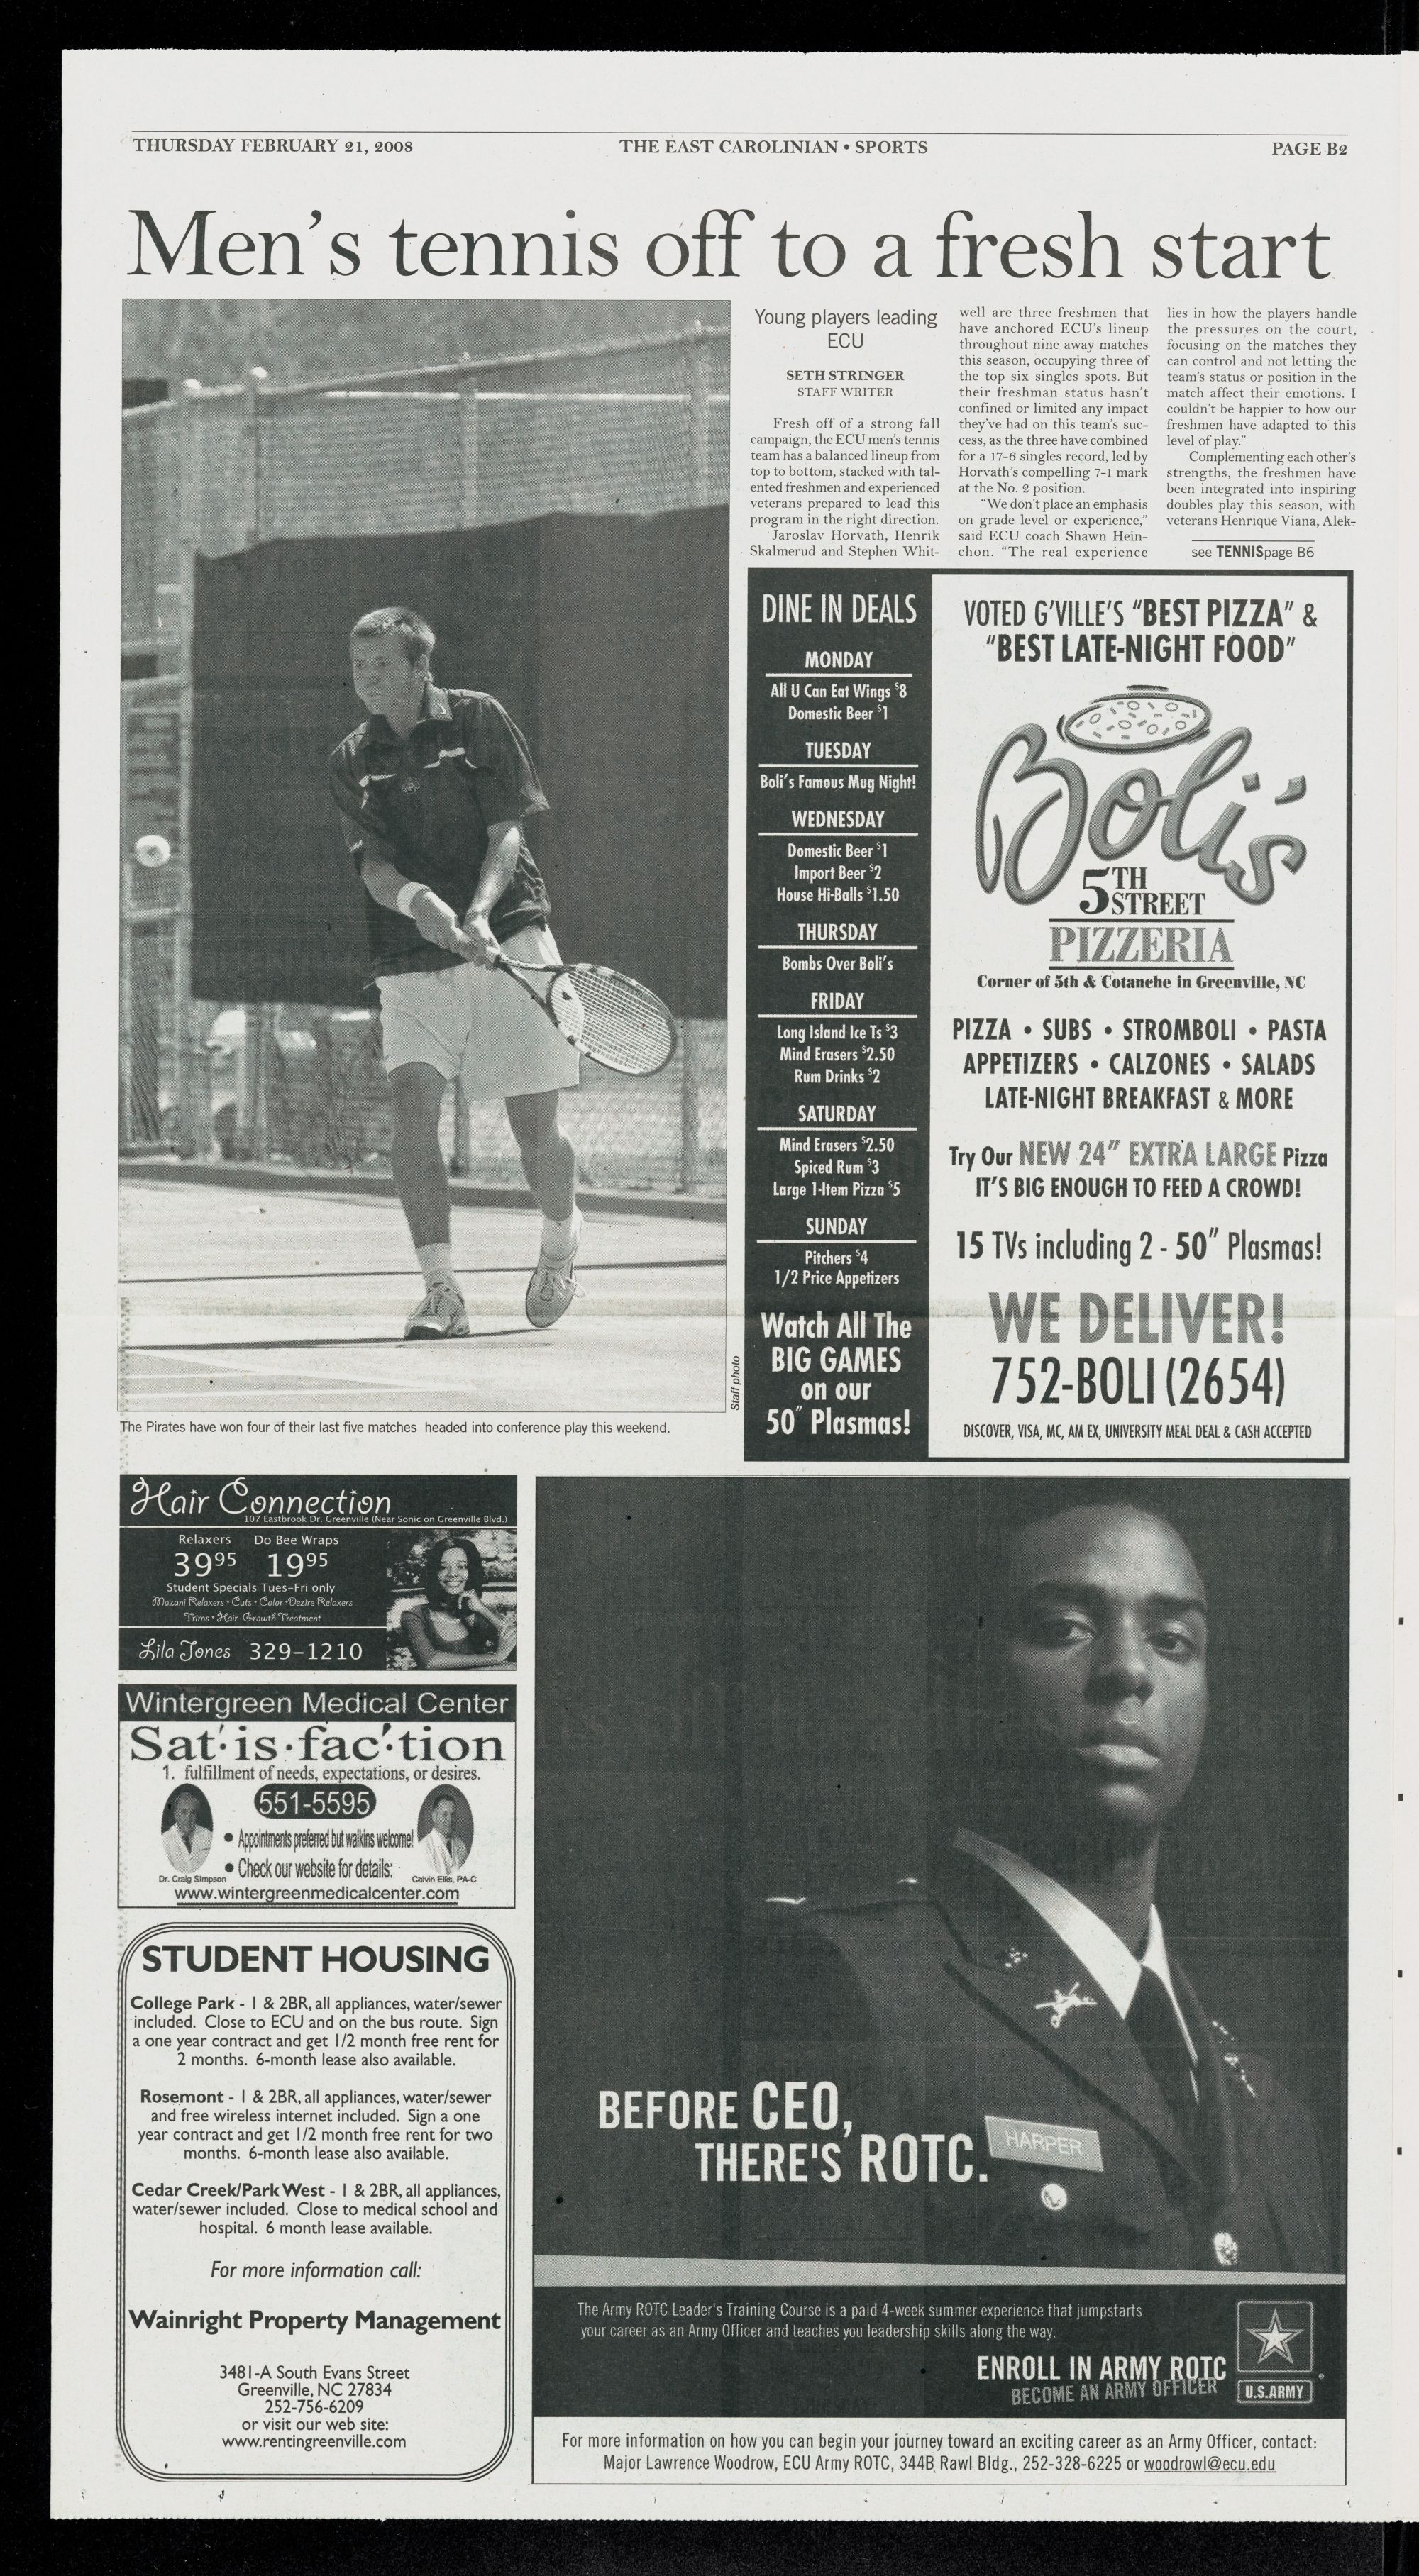 THURSDAY FEBRUARY 21, 2008
THE EAST CAROLINIAN • SPORTS
PAGE B2
Men's tennis off to a fresh start
Young players leading
ECU
SETH STRINGER
STAFF WRITER
Fresh off of a strong fall
campaign, the ECU men's tennis
team has a balanced lineup from
top to bottom, stacked with tal-
ented freshmen and experienced
veterans prepared to lead this
program in the right direction.
Jaroslav Horvath, Henrik
Skalmerud and Stephen Whit-
well are three freshmen that
have anchored ECU's lineup
throughout nine away matches
this season, occupying three of
the top six singles spots. But
their freshman status hasn't
confined or limited any impact
they've had on this team's suc-
cess, as the three have combined
for a 17-6 singles record, led by
Horvath's compelling 7-1 mark
at the No. 2 position.
"We don't place an emphasis
on grade level or experience,"
said ECU coach Shawn Hein-
chon. "The real experience
lies in how the players handle
the pressures on the court,
focusing on the matches they
can control and not letting the
team's status or position in the
match affect their emotions. I
couldn't be happier to how our
freshmen have adapted to this
level of play."
Complementing each other's
strengths, the freshmen have
been integrated into inspiring
doubles play this season, with
veterans Henrique Viana, Alek-
see TENNIS page B6
Staff photo
The Pirates have won four of their last five matches headed into conference play this weekend.
DINE IN DEALS
MONDAY
All U Can Eat Wings $8
Domestic Beer $1
TUESDAY
Boli's Famous Mug Night!
WEDNESDAY
Domestic Beer $1
Import Beer $2
House Hi-Balls $1.50
THURSDAY
Bombs Over Boli's
FRIDAY
Long Island Ice Ts $3
Mind Erasers $2.50
Rum Drinks $2
SATURDAY
Mind Erasers $2.50
Spiced Rum $3
Large 1-Item Pizza $5
SUNDAY
Pitchers $4
1/2 Price Appetizers
Watch All The
BIG GAMES
on our
50" Plasmas!
VOTED G'VILLE'S "BEST PIZZA" &
"BEST LATE-NIGHT FOOD"
Boli's
5TH
STREET
PIZZERIA
Corner of 5th & Cotanche in Greenville, NC
PIZZA • SUBS • STROMBOLI • PASTA
APPETIZERS • CALZONES • SALADS
LATE-NIGHT BREAKFAST & MORE
Try Our NEW 24" EXTRA LARGE Pizza
IT'S BIG ENOUGH TO FEED A CROWD!
15 TVs including 2 - 50" Plasmas!
WE DELIVER!
752-BOLI (2654)
DISCOVER, VISA, MC, AM EX, UNIVERSITY MEAL DEAL & CASH ACCEPTED
Hair Connection
107 Eastbrook Dr. Greenville (Near Sonic on Greenville Blvd.)
Relaxers Do Bee Wraps
39 95 19 95
Student Specials Tues-Fri only
Mazani Relaxers • Cuts • Color • Dezire Relaxers
Trims • Hair Growth Treatment
Lila Jones 329-1210
Wintergreen Medical Center
Sat'·is·fac'·tion
1. fulfillment of needs, expectations, or desires.
551-5595
• Appointments preferred but walkins welcome!
• Check our website for details:
Dr. Craig Simpson
Calvin Ellis, PA-C
www.wintergreenmedicalcenter.com
STUDENT HOUSING
College Park - 1 & 2BR, all appliances, water/sewer
included. Close to ECU and on the bus route. Sign
a one year contract and get 1/2 month free rent for
2 months. 6-month lease also available.
Rosemont - 1 & 2BR, all appliances, water/sewer
and free wireless internet included. Sign a one
year contract and get 1/2 month free rent for two
months. 6-month lease also available.
Cedar Creek/Park West - 1 & 2BR, all appliances,
water/sewer included. Close to medical school and
hospital. 6 month lease available.
For more information call:
Wainright Property Management
3481-A South Evans Street
Greenville, NC 27834
252-756-6209
or visit our web site:
www.rentingreenville.com
BEFORE CEO,
THERE'S ROTC.
HARPER
The Army ROTC Leader's Training Course is a paid 4-week summer experience that jumpstarts
your career as an Army Officer and teaches you leadership skills along the way.
ENROLL IN ARMY ROTC
BECOME AN ARMY OFFICER
U.S.ARMY
For more information on how you can begin your journey toward an exciting career as an Army Officer, contact:
Major Lawrence Woodrow, ECU Army ROTC, 344B Rawl Bldg., 252-328-6225 or woodrowl@ecu.edu